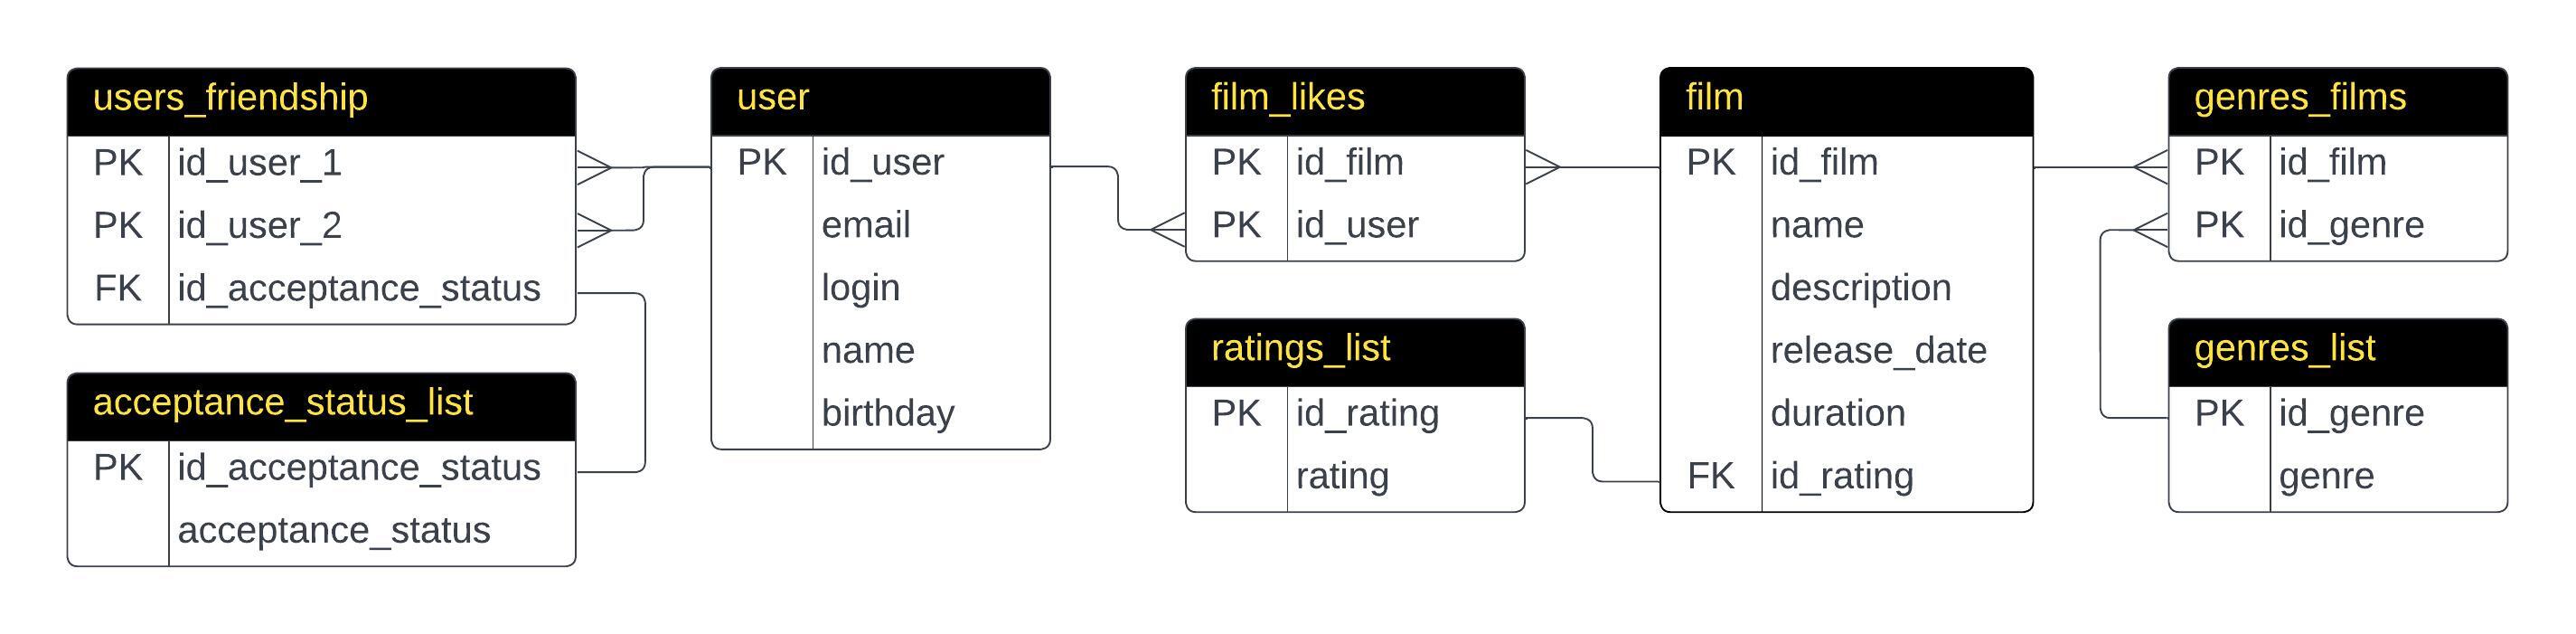 users_friendship
PK id_user_1
PK id_user_2
FK id_acceptance_status
acceptance_status_list
PK id_acceptance_status
acceptance_status
user
PK id_user
email
login
name
birthday
film_likes
PK id_film
PK id_user
ratings_list
PK id_rating
rating
film
PK id_film
name
description
release_date
duration
FK id_rating
genres_films
PK id_film
PK id_genre
genres_list
PK id_genre
genre